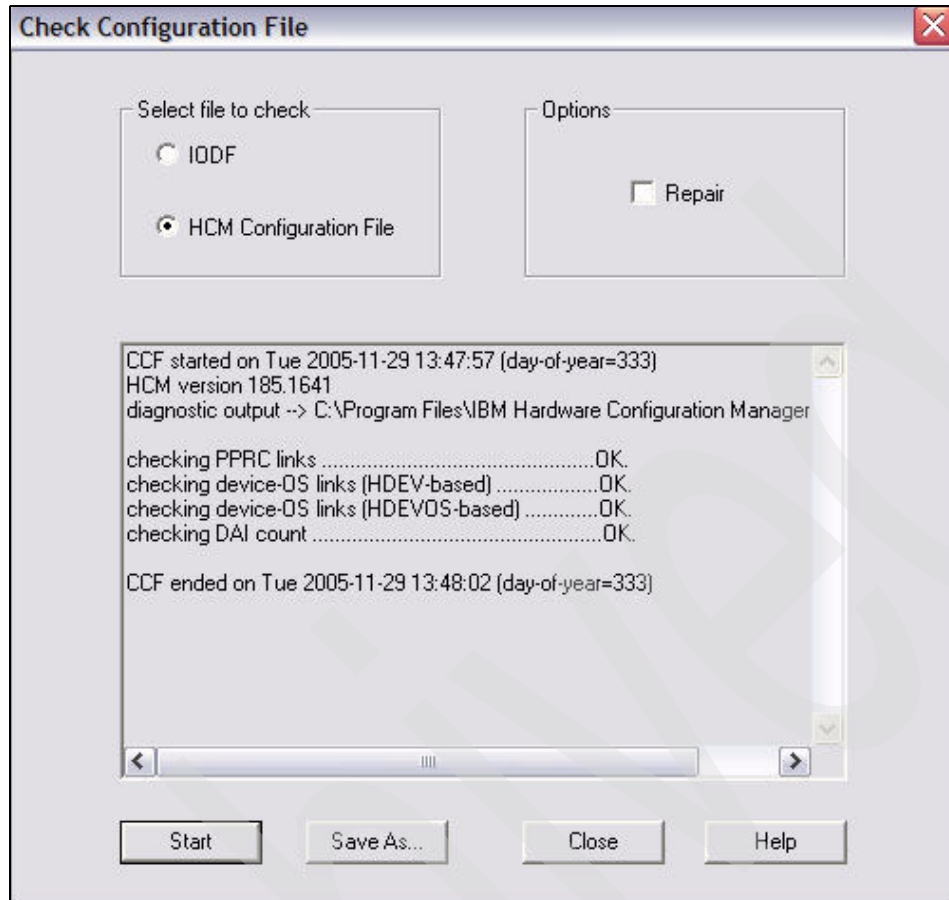 Check Configuration File
Select file to check
IODF
HCM Configuration File
Options
Repair
CCF started on Tue 2005-11-29 13:47:57 (day-of-year=333)
HCM version 185.1641
diagnostic output --> C:\Program Files\IBM Hardware Configuration Manager
checking PPRC links ..............................................OK.
checking device-OS links (HDEV-based) .................OK.
checking device-OS links (HDEVOS-based) ............OK.
checking DAI count .................................................OK.
CCF ended on Tue 2005-11-29 13:48:02 (day-of-year=333)
Start
Save As...
Close
Help